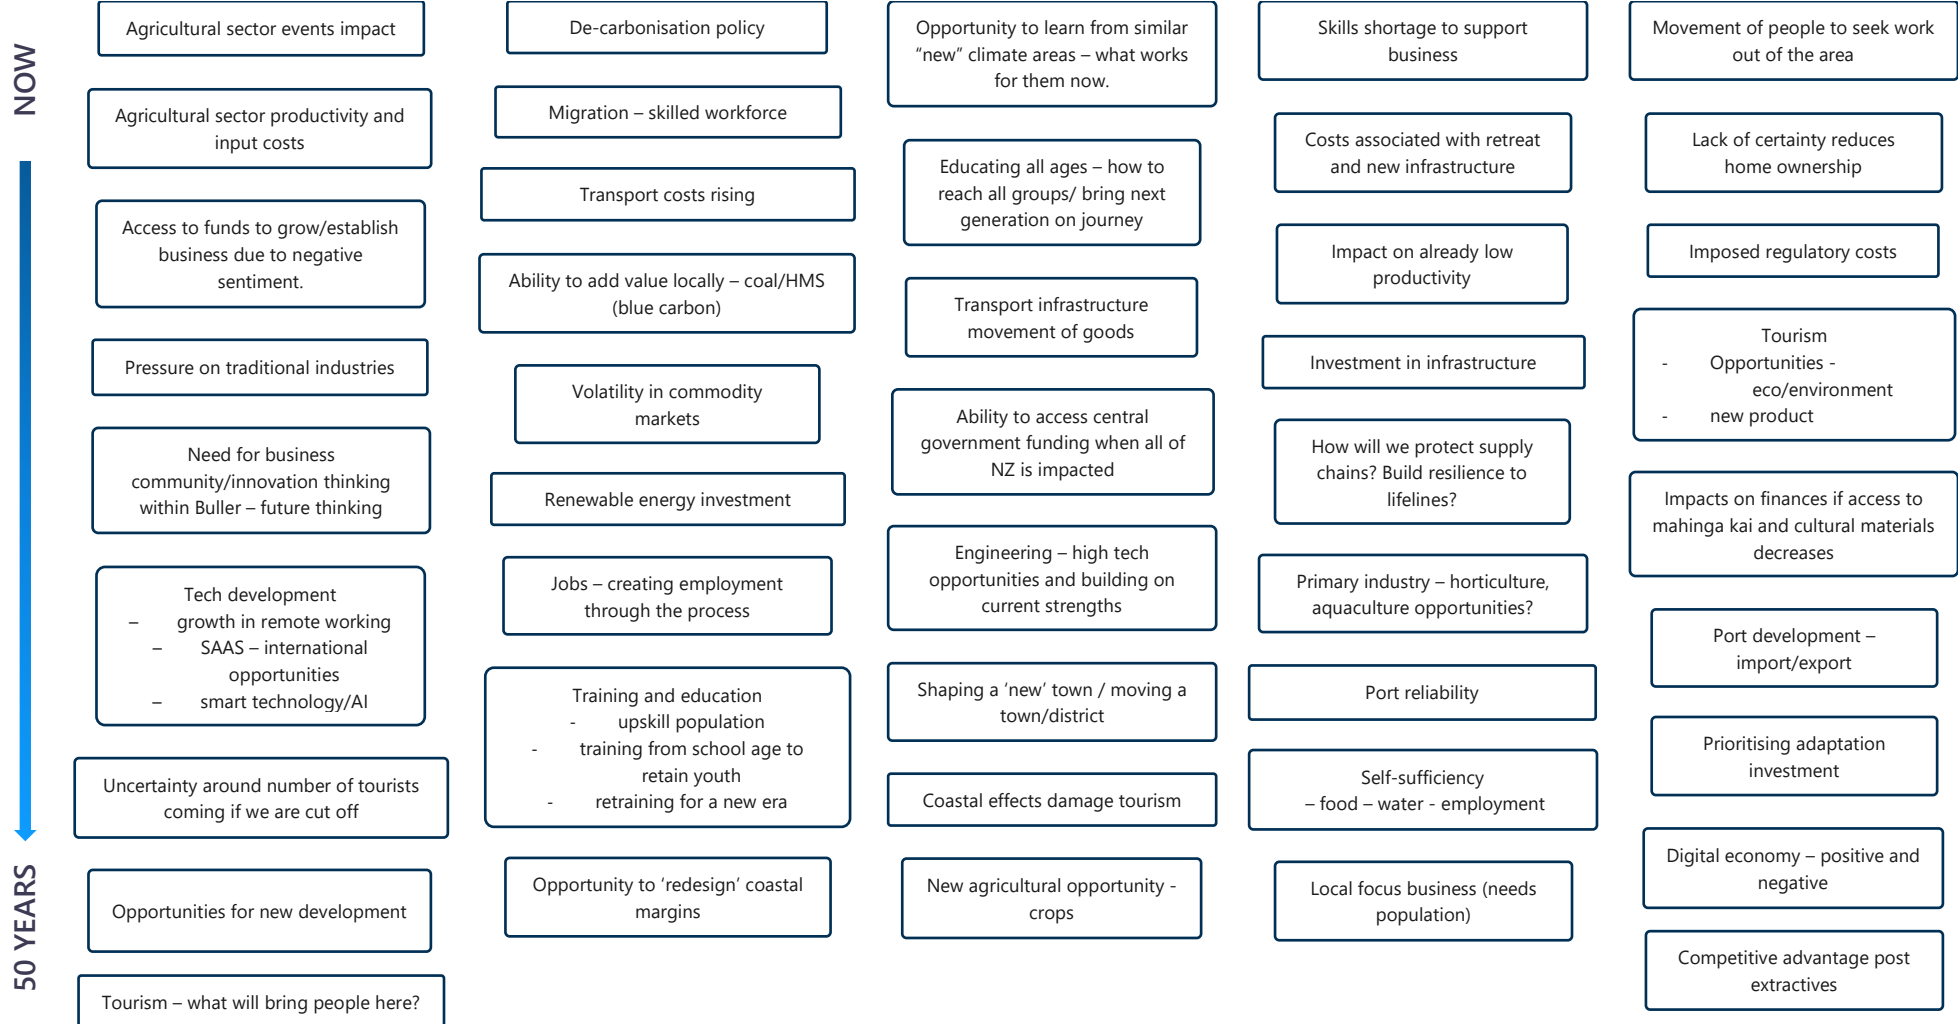 NOW
50 YEARS
Agricultural sector events impact
Agricultural sector productivity and
input costs
Access to funds to grow/establish
business due to negative
sentiment.
Pressure on traditional industries
Need for business
community/innovation thinking
within Buller – future thinking
Tech development
– growth in remote working
– SAAS – international
opportunities
– smart technology/AI
Uncertainty around number of tourists
coming if we are cut off
Opportunities for new development
Tourism – what will bring people here?
De-carbonisation policy
Migration – skilled workforce
Transport costs rising
Ability to add value locally – coal/HMS
(blue carbon)
Volatility in commodity
markets
Renewable energy investment
Jobs – creating employment
through the process
Training and education
- upskill population
- training from school age to
retain youth
- retraining for a new era
Opportunity to ‘redesign’ coastal
margins
Opportunity to learn from similar
“new” climate areas – what works
for them now.
Educating all ages – how to
reach all groups/ bring next
generation on journey
Transport infrastructure
movement of goods
Ability to access central
government funding when all of
NZ is impacted
Engineering – high tech
opportunities and building on
current strengths
Shaping a ‘new’ town / moving a
town/district
Coastal effects damage tourism
New agricultural opportunity -
crops
Skills shortage to support
business
Costs associated with retreat
and new infrastructure
Impact on already low
productivity
Investment in infrastructure
How will we protect supply
chains? Build resilience to
lifelines?
Primary industry – horticulture,
aquaculture opportunities?
Port reliability
Self-sufficiency
– food – water - employment
Local focus business (needs
population)
Movement of people to seek work
out of the area
Lack of certainty reduces
home ownership
Imposed regulatory costs
Tourism
- Opportunities -
eco/environment
- new product
Impacts on finances if access to
mahinga kai and cultural materials
decreases
Port development –
import/export
Prioritising adaptation
investment
Digital economy – positive and
negative
Competitive advantage post
extractives